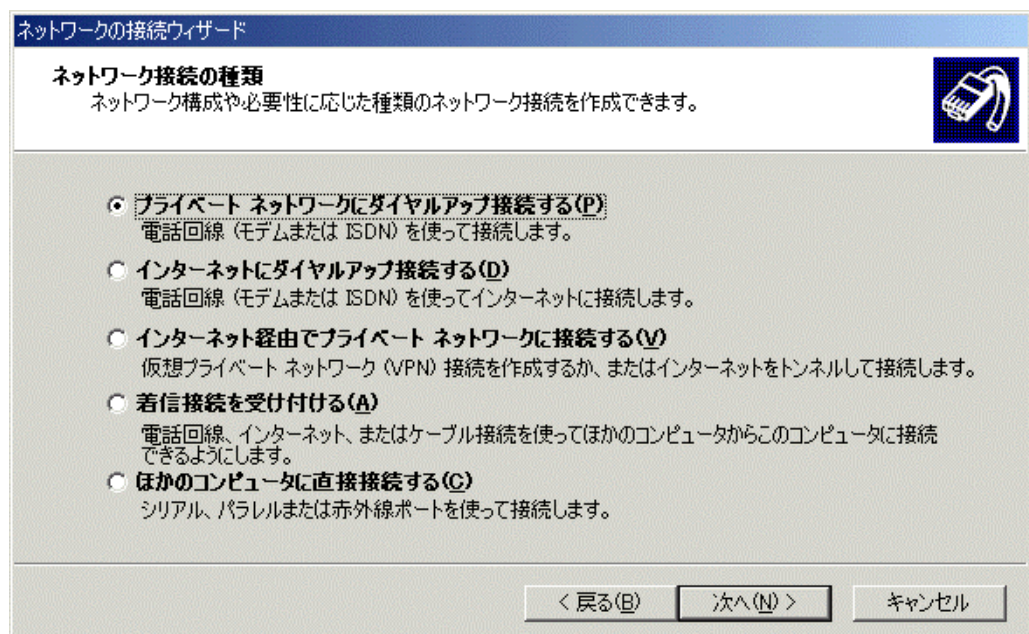 ネットワークの接続ウィザード
ネットワーク接続の種類
ネットワーク構成や必要性に応じた種類のネットワーク接続を作成できます。
プライベート ネットワークにダイヤルアップ接続する(P)
電話回線 (モデムまたは ISDN) を使って接続します。
インターネットにダイヤルアップ接続する(D)
電話回線 (モデムまたは ISDN) を使ってインターネットに接続します。
インターネット経由でプライベート ネットワークに接続する(V)
仮想プライベート ネットワーク (VPN) 接続を作成するか、またはインターネットをトンネルして接続します。
着信接続を受け付ける(A)
電話回線、インターネット、またはケーブル接続を使ってほかのコンピュータからこのコンピュータに接続
できるようにします。
ほかのコンピュータに直接接続する(C)
シリアル、パラレルまたは赤外線ポートを使って接続します。
< 戻る(B) 次へ(N) > キャンセル